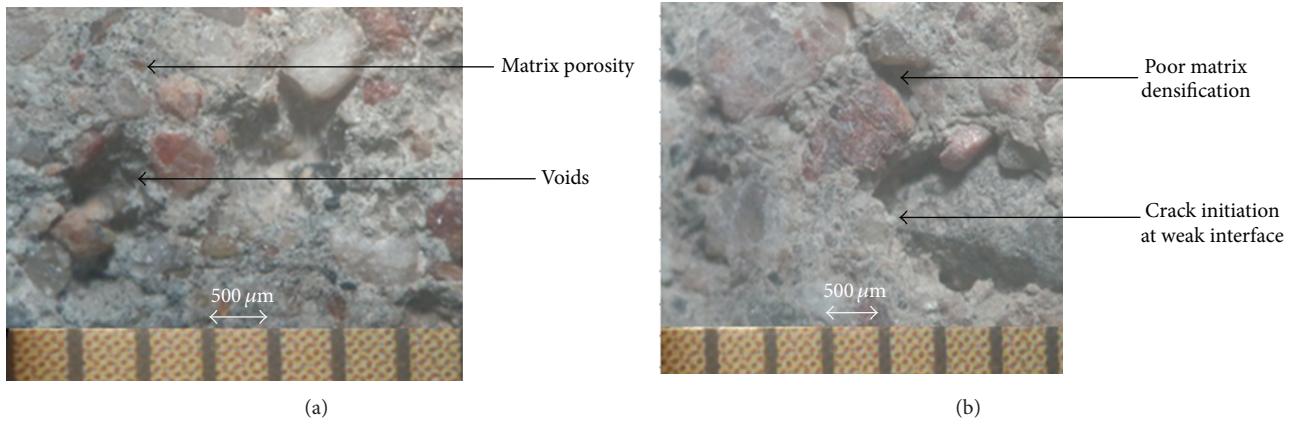 Matrix porosity
Voids
500 μm
(a)
Poor matrix
densification
Crack initiation
at weak interface
500 μm
(b)